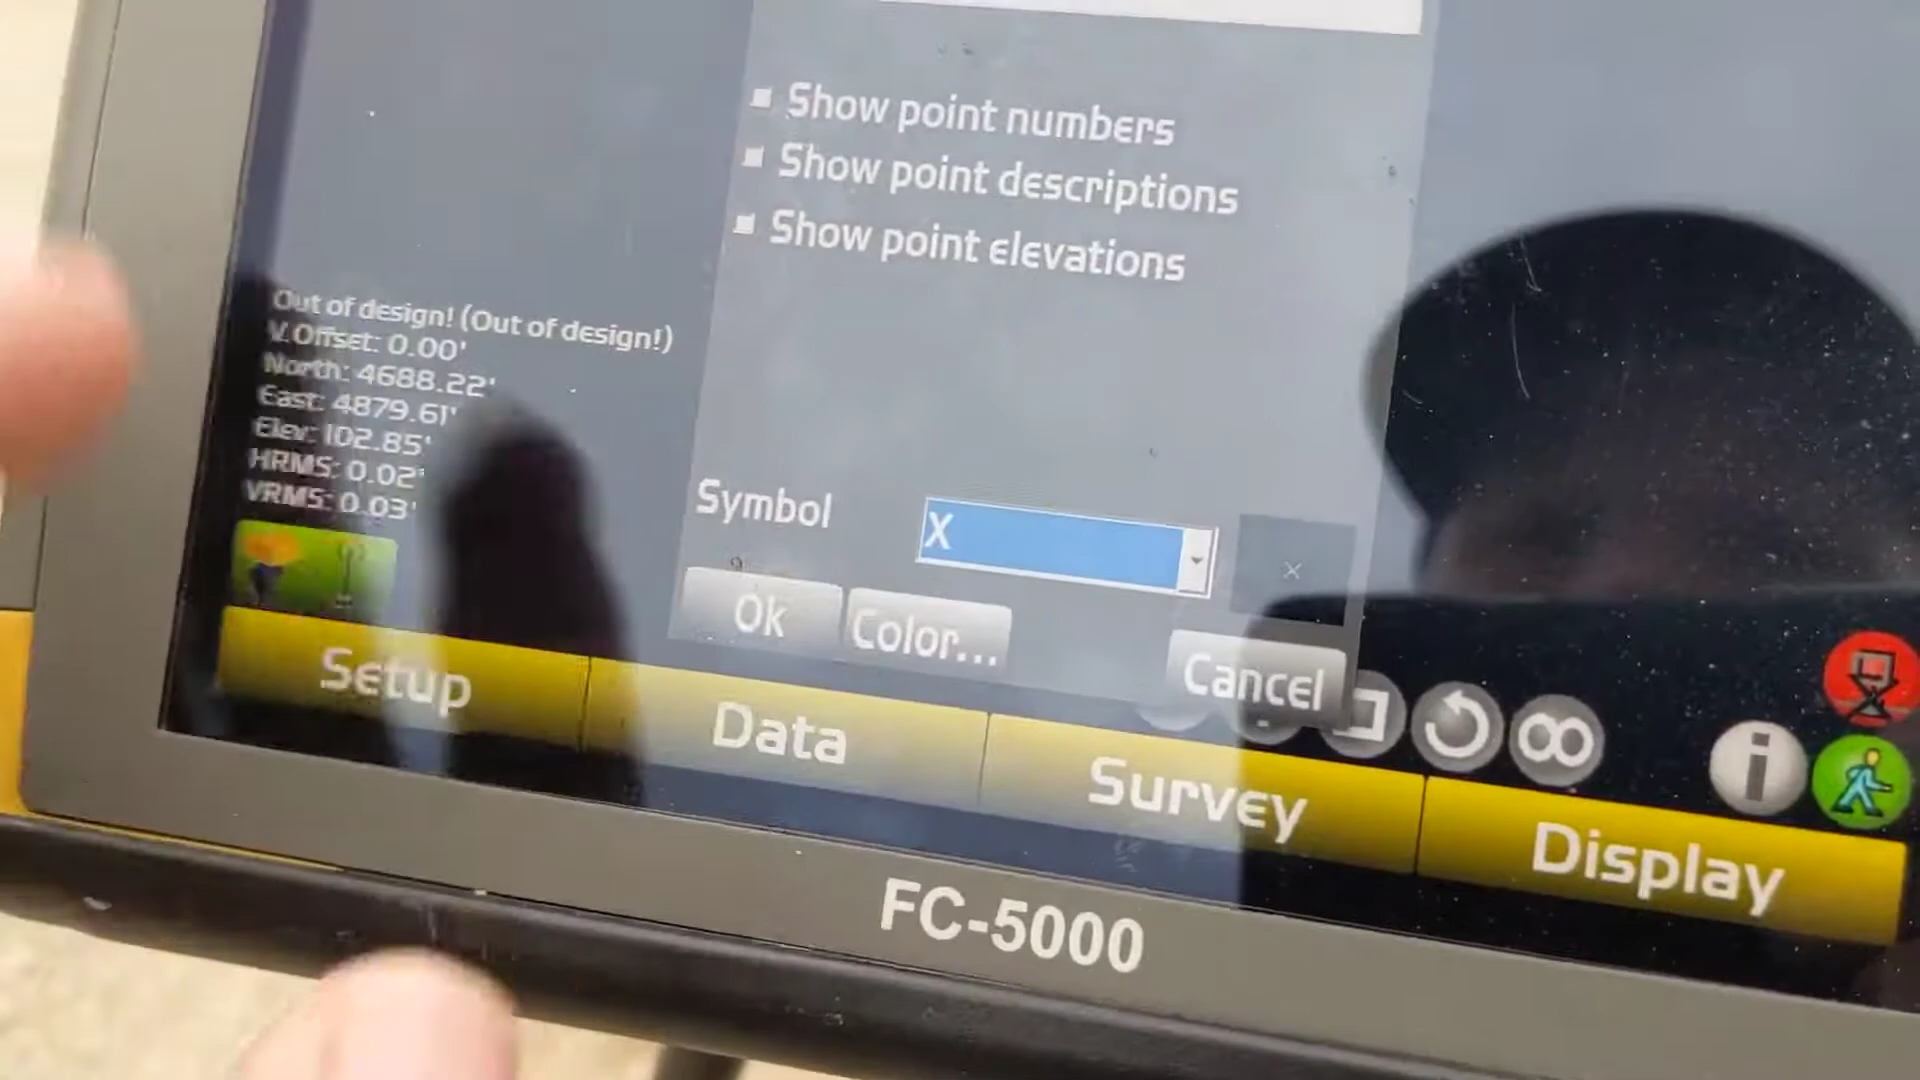 Show point numbers
Show point descriptions
Show point elevations
Out of design! (Out of design!)
V.Offset: 0.00'
North: 4688.22'
East: 4879.61'
Elev: 102.85'
HRMS: 0.02'
VRMS: 0.03'
Symbol
X
Ok
Color...
Cancel
Setup
Data
Survey
Display
FC-5000